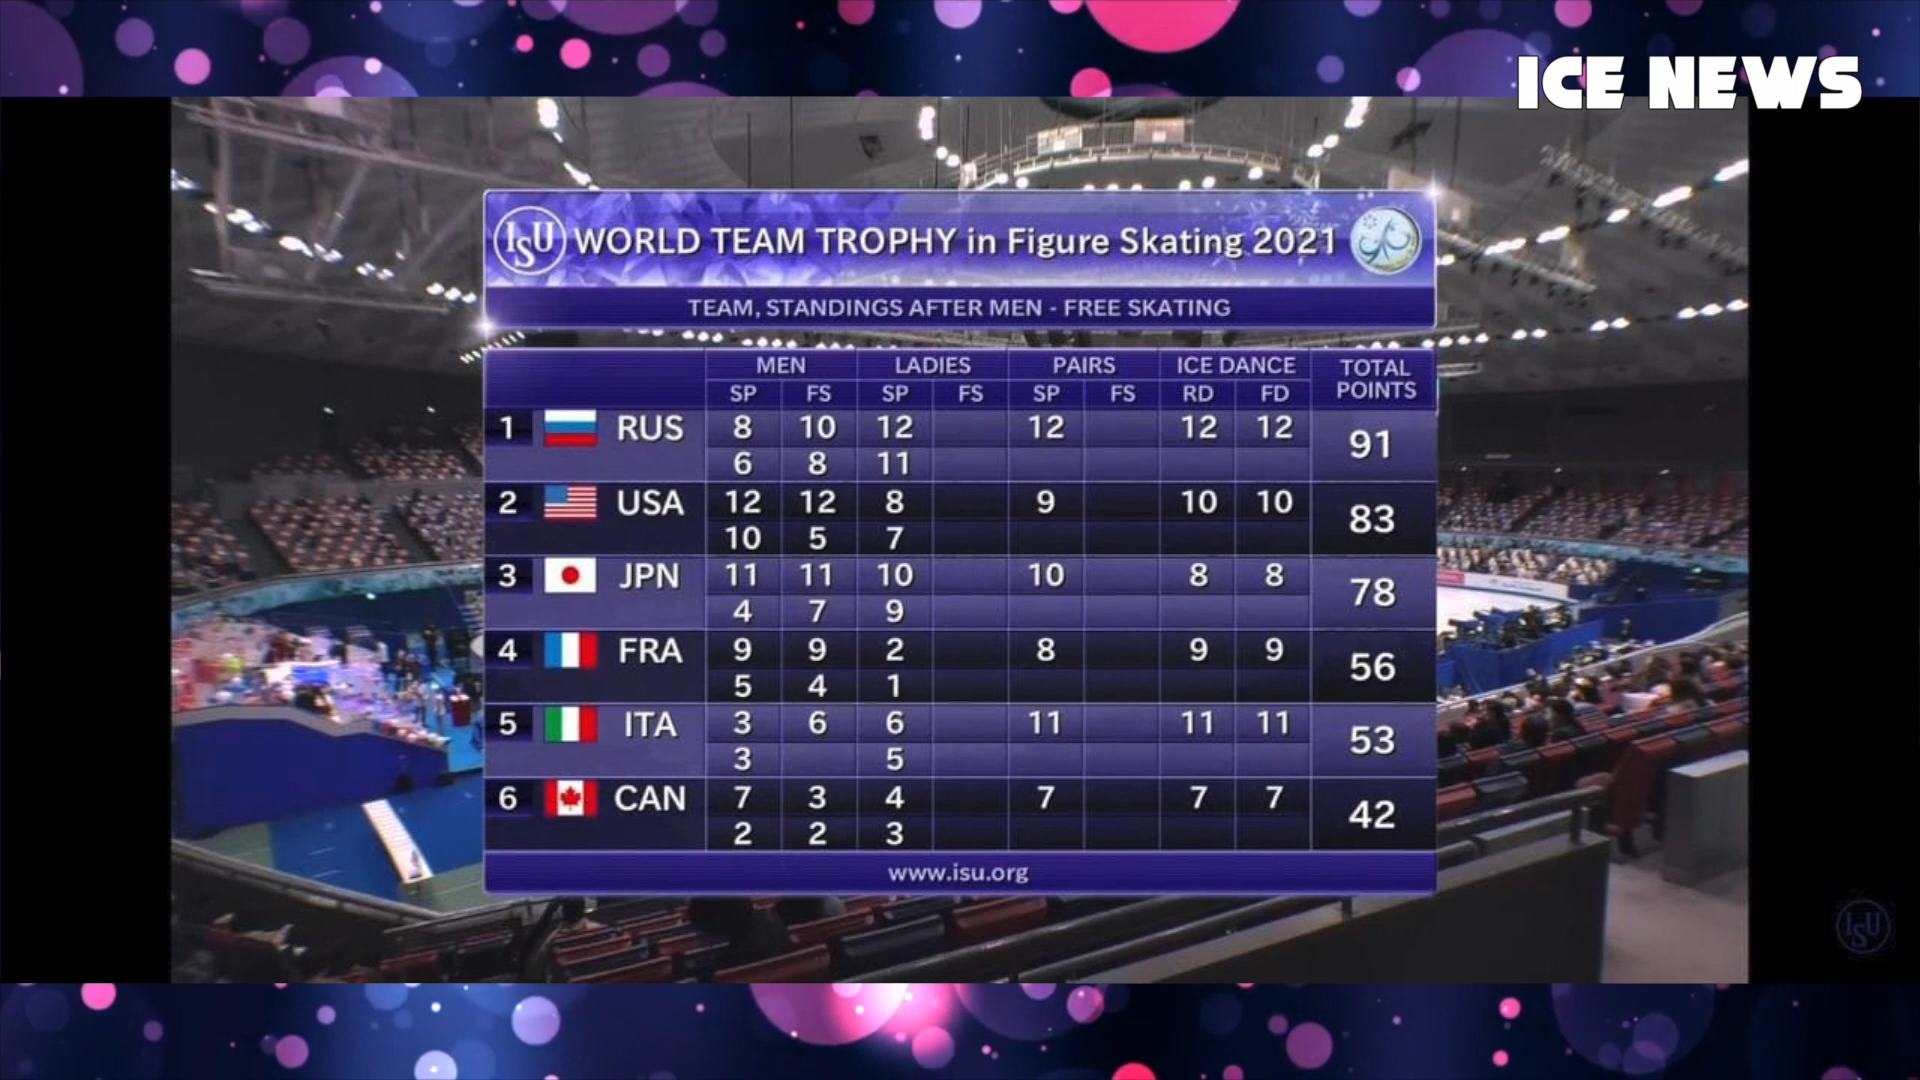 ICE NEWS
ISU WORLD TEAM TROPHY in Figure Skating 2021
TEAM, STANDINGS AFTER MEN - FREE SKATING
MEN LADIES PAIRS ICE DANCE TOTAL POINTS
SP FS SP FS SP FS RD FD
1 RUS 8 10 12 12 12 12 91
6 8 11
2 USA 12 12 8 9 10 10 83
10 5 7
3 JPN 11 11 10 10 8 8 78
4 7 9
4 FRA 9 9 2 8 9 9 56
5 4 1
5 ITA 3 6 6 11 11 11 53
3 5
6 CAN 7 3 4 7 7 7 42
2 2 3
www.isu.org
ISU